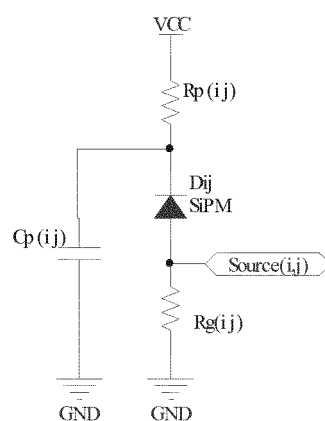 VCC
Rp(ij)
Dij
SiPM
Cp(ij)
Source(i,j)
Rg(ij)
GND
GND